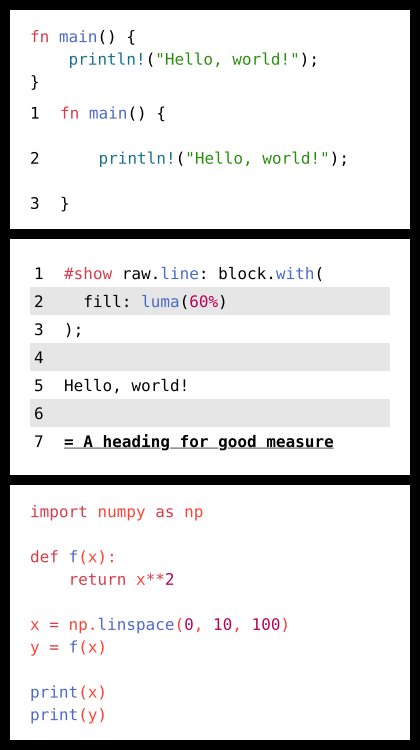 fn main() {
    println!("Hello, world!");
}
1  fn main() {
2      println!("Hello, world!");
3  }
1  #show raw.line: block.with(
2    fill: luma(60%)
3  );
4
5  Hello, world!
6
7  = A heading for good measure
import numpy as np
def f(x):
    return x**2
x = np.linspace(0, 10, 100)
y = f(x)
print(x)
print(y)